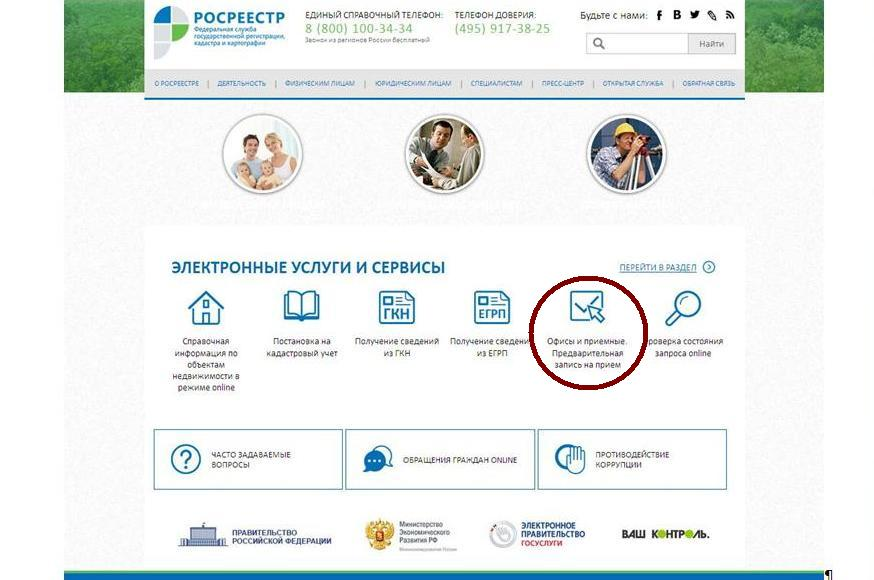 РОСРЕЕСТР
Федеральная служба
государственной регистрации,
кадастра и картографии
ЕДИНЫЙ СПРАВОЧНЫЙ ТЕЛЕФОН:
8 (800) 100-34-34
Звонок из регионов России бесплатный
ТЕЛЕФОН ДОВЕРИЯ:
(495) 917-38-25
Будьте с нами:
Найти
О РОСРЕЕСТРЕ | ДЕЯТЕЛЬНОСТЬ | ФИЗИЧЕСКИМ ЛИЦАМ | ЮРИДИЧЕСКИМ ЛИЦАМ | СПЕЦИАЛИСТАМ | ПРЕСС-ЦЕНТР | ОТКРЫТАЯ СЛУЖБА | ОБРАТНАЯ СВЯЗЬ
ЭЛЕКТРОННЫЕ УСЛУГИ И СЕРВИСЫ
ПЕРЕЙТИ В РАЗДЕЛ
Справочная
информация по
объектам
недвижимости в
режиме online
Постановка на
кадастровый учет
ГКН
Получение сведений
из ГКН
ЕГРП
Получение сведени
из ЕГРП
Офисы и приемные.
Предварительная
запись на прием
роверка состояния
запроса online
ЧАСТО ЗАДАВАЕМЫЕ
ВОПРОСЫ
ОБРАЩЕНИЯ ГРАЖДАН ONLINE
ПРОТИВОДЕЙСТВИЕ
КОРРУПЦИИ
ПРАВИТЕЛЬСТВО
РОССИЙСКОЙ ФЕДЕРАЦИИ
Министерство
Экономического
Развития РФ
ЭЛЕКТРОННОЕ
ПРАВИТЕЛЬСТВО
ГОСУСЛУГИ
ВАШ КОНТРОЛЬ.
¶